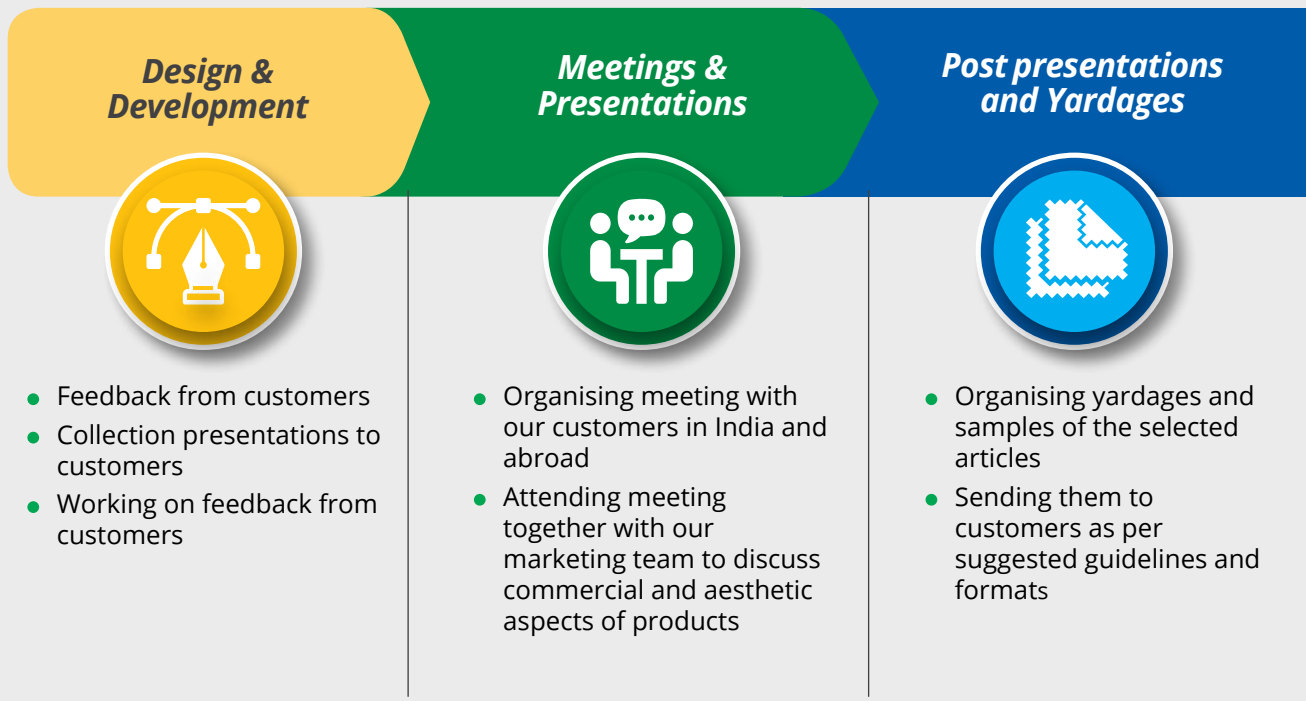 Design &
Development
Meetings &
Presentations
Post presentations
and Yardages
Feedback from customers
Collection presentations to
customers
Working on feedback from
customers
Organising meeting with
our customers in India and
abroad
Attending meeting
together with our
marketing team to discuss
commercial and aesthetic
aspects of products
Organising yardages and
samples of the selected
articles
Sending them to
customers as per
suggested guidelines and
formats